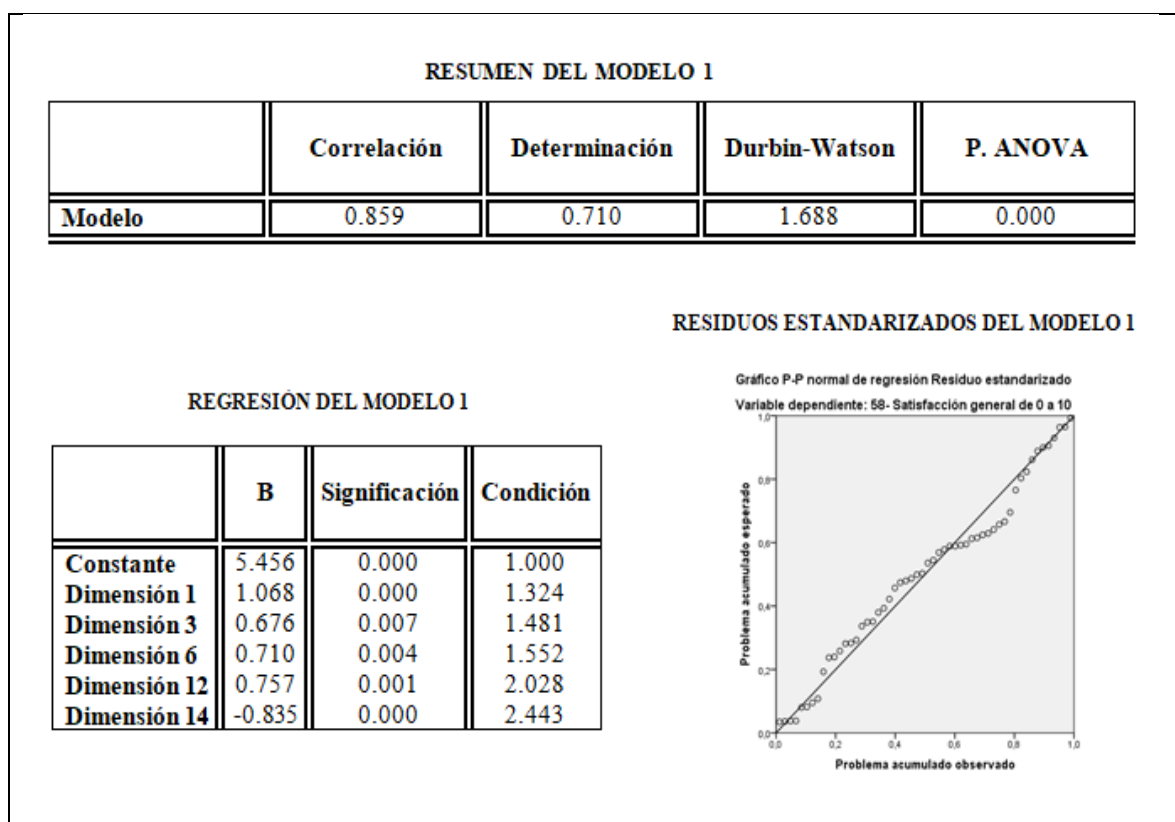 RESUMEN DEL MODELO 1
Correlación Determinación Durbin-Watson P. ANOVA
Modelo 0.859 0.710 1.688 0.000
REGRESIÓN DEL MODELO 1
B Significación Condición
Constante 5.456 0.000 1.000
Dimensión 1 1.068 0.000 1.324
Dimensión 3 0.676 0.007 1.481
Dimensión 6 0.710 0.004 1.552
Dimensión 12 0.757 0.001 2.028
Dimensión 14 -0.835 0.000 2.443
RESIDUOS ESTANDARIZADOS DEL MODELO 1
Gráfico P-P normal de regresión Residuo estandarizado
Variable dependiente: 58- Satisfacción general de 0 a 10
Problema acumulado esperado
1,0
0,8
0,6
0,4
0,2
0,0
0,0 0,2 0,4 0,6 0,8 1,0
Problema acumulado observado